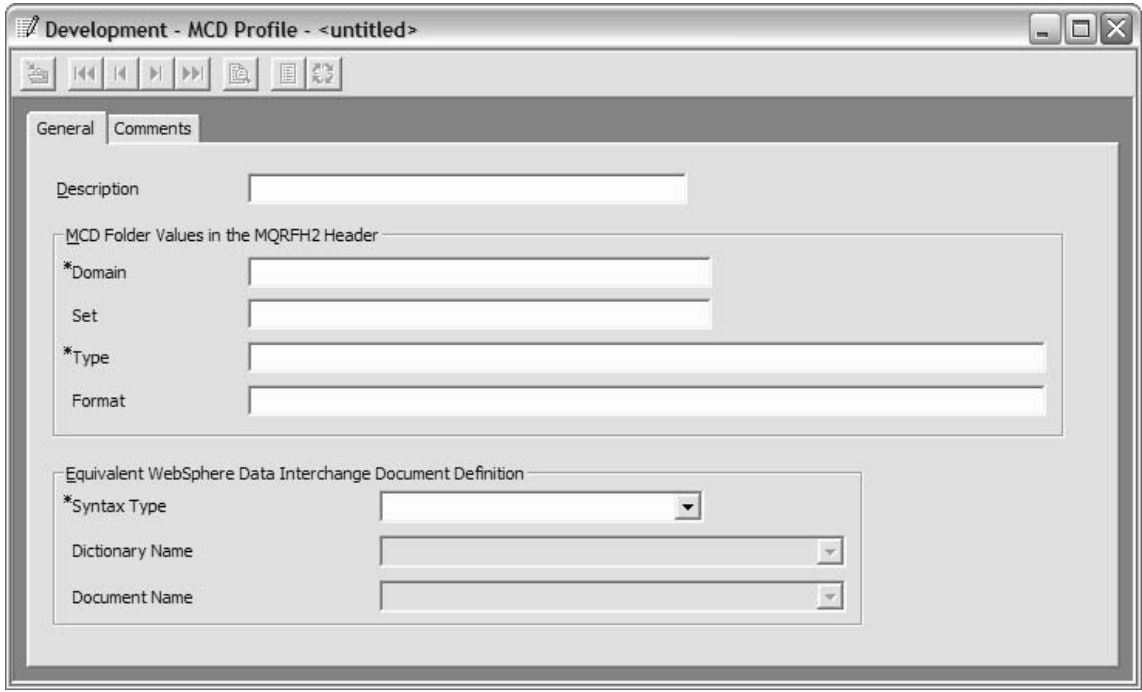 Development - MCD Profile - <untitled>
General Comments
Description
MCD Folder Values in the MQRFH2 Header
*Domain
Set
*Type
Format
Equivalent WebSphere Data Interchange Document Definition
*Syntax Type
Dictionary Name
Document Name